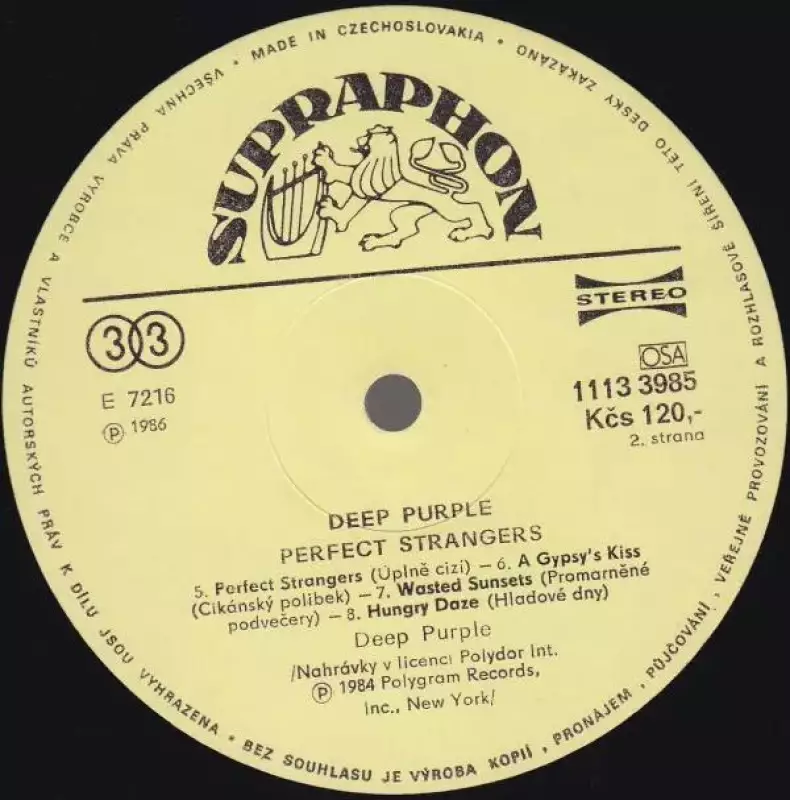 • MADE IN CZECHOSLOVAKIA •
VŠECHNA PRÁVA VÝROBCE A VLASTNÍKŮ AUTORSKÝCH PRÁV K DÍLU JSOU VYHRAZENA • BEZ SOUHLASU JE VÝROBA KOPIÍ, PRONÁJEM, PŮJČOVÁNÍ, VEŘEJNÉ PROVOZOVÁNÍ A ROZHLASOVÉ ŠÍŘENÍ TÉTO DESKY ZAKÁZÁNO
SUPRAPHON
STEREO
33
OSA
E 7216
1113 3985
Ⓟ 1986
Kčs 120,-
2. strana
DEEP PURPLE
PERFECT STRANGERS
5. Perfect Strangers (Úplně cizí) – 6. A Gypsy's Kiss
(Cikánský polibek) – 7. Wasted Sunsets (Promarněné
podvečery) – 8. Hungry Daze (Hladové dny)
Deep Purple
/Nahrávky v licenci Polydor Int.
Ⓟ 1984 Polygram Records,
Inc., New York/